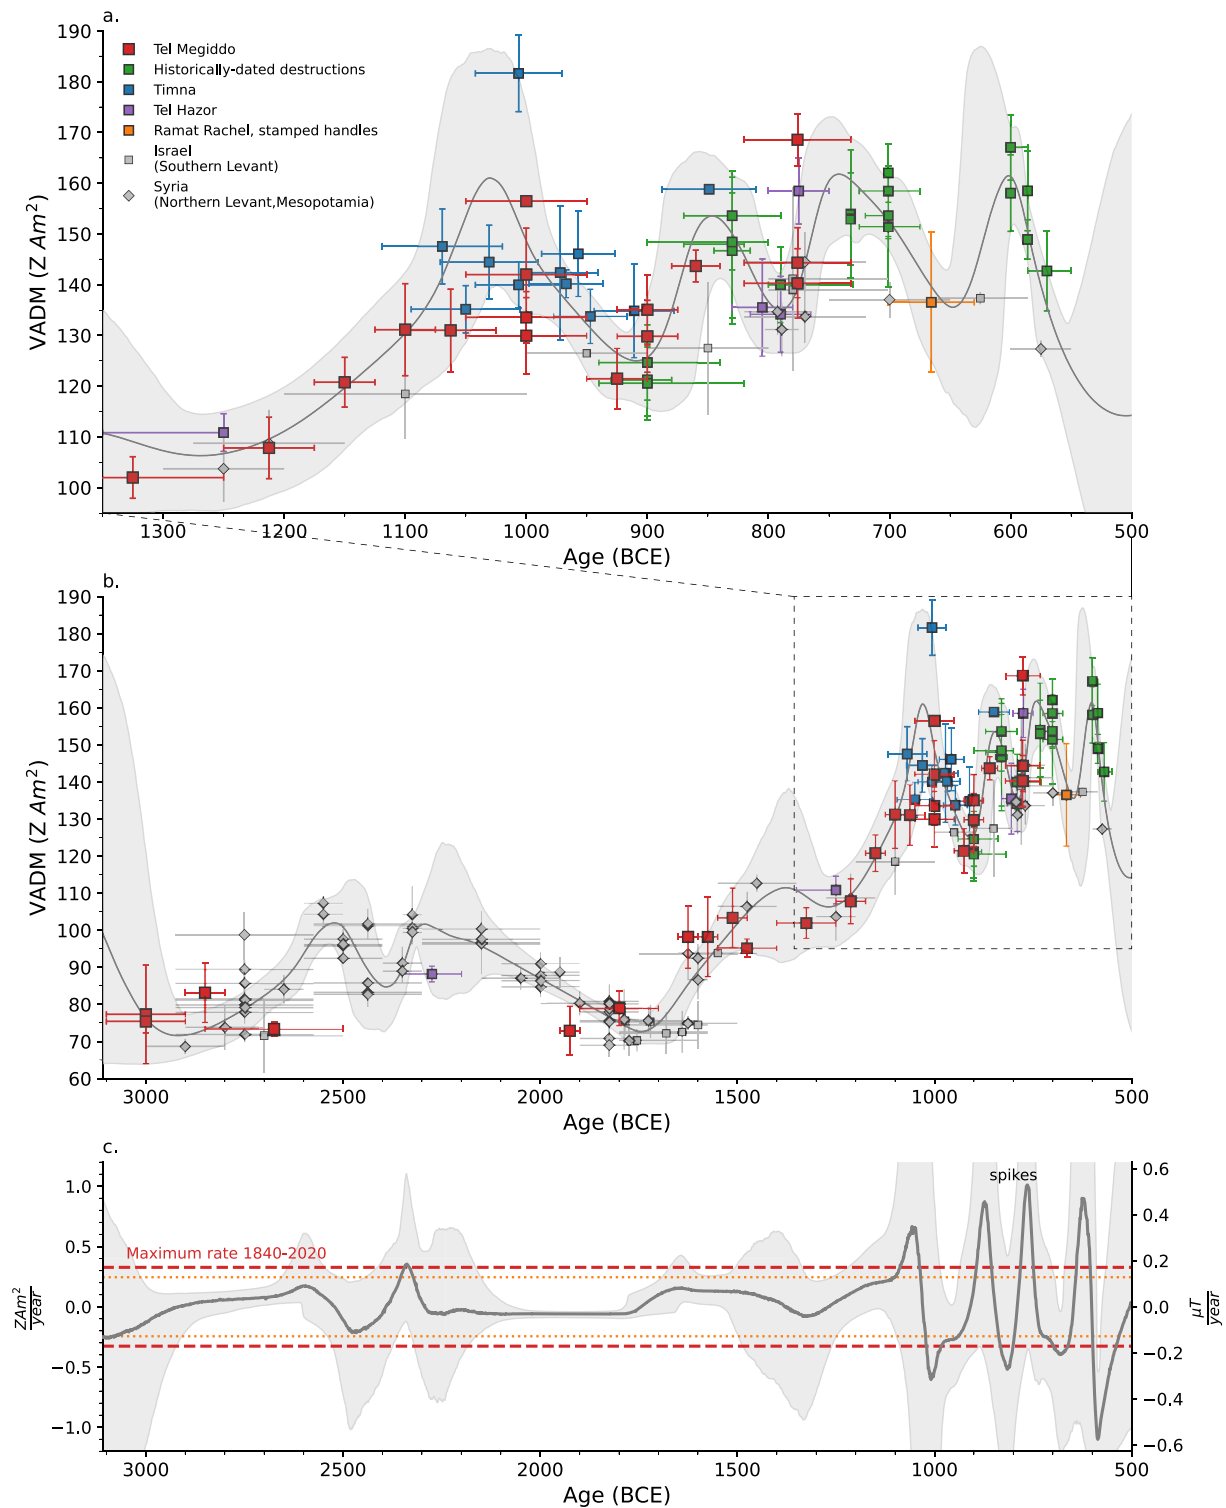 a.
190
180
170
160
150
140
130
120
110
100
VADM (Z Am²)
Tel Megiddo
Historically-dated destructions
Timna
Tel Hazor
Ramat Rachel, stamped handles
Israel
(Southern Levant)
Syria
(Northern Levant,Mesopotamia)
1300 1200 1100 1000 900 800 700 600 500
Age (BCE)
b.
190
180
170
160
150
140
130
120
110
100
90
80
70
60
VADM (Z Am²)
3000 2500 2000 1500 1000 500
Age (BCE)
c.
1.0
0.5
0.0
−0.5
−1.0
ZAm²
year
Maximum rate 1840-2020
spikes
0.6
0.4
0.2
0.0
−0.2
−0.4
−0.6
μT
year
3000 2500 2000 1500 1000 500
Age (BCE)